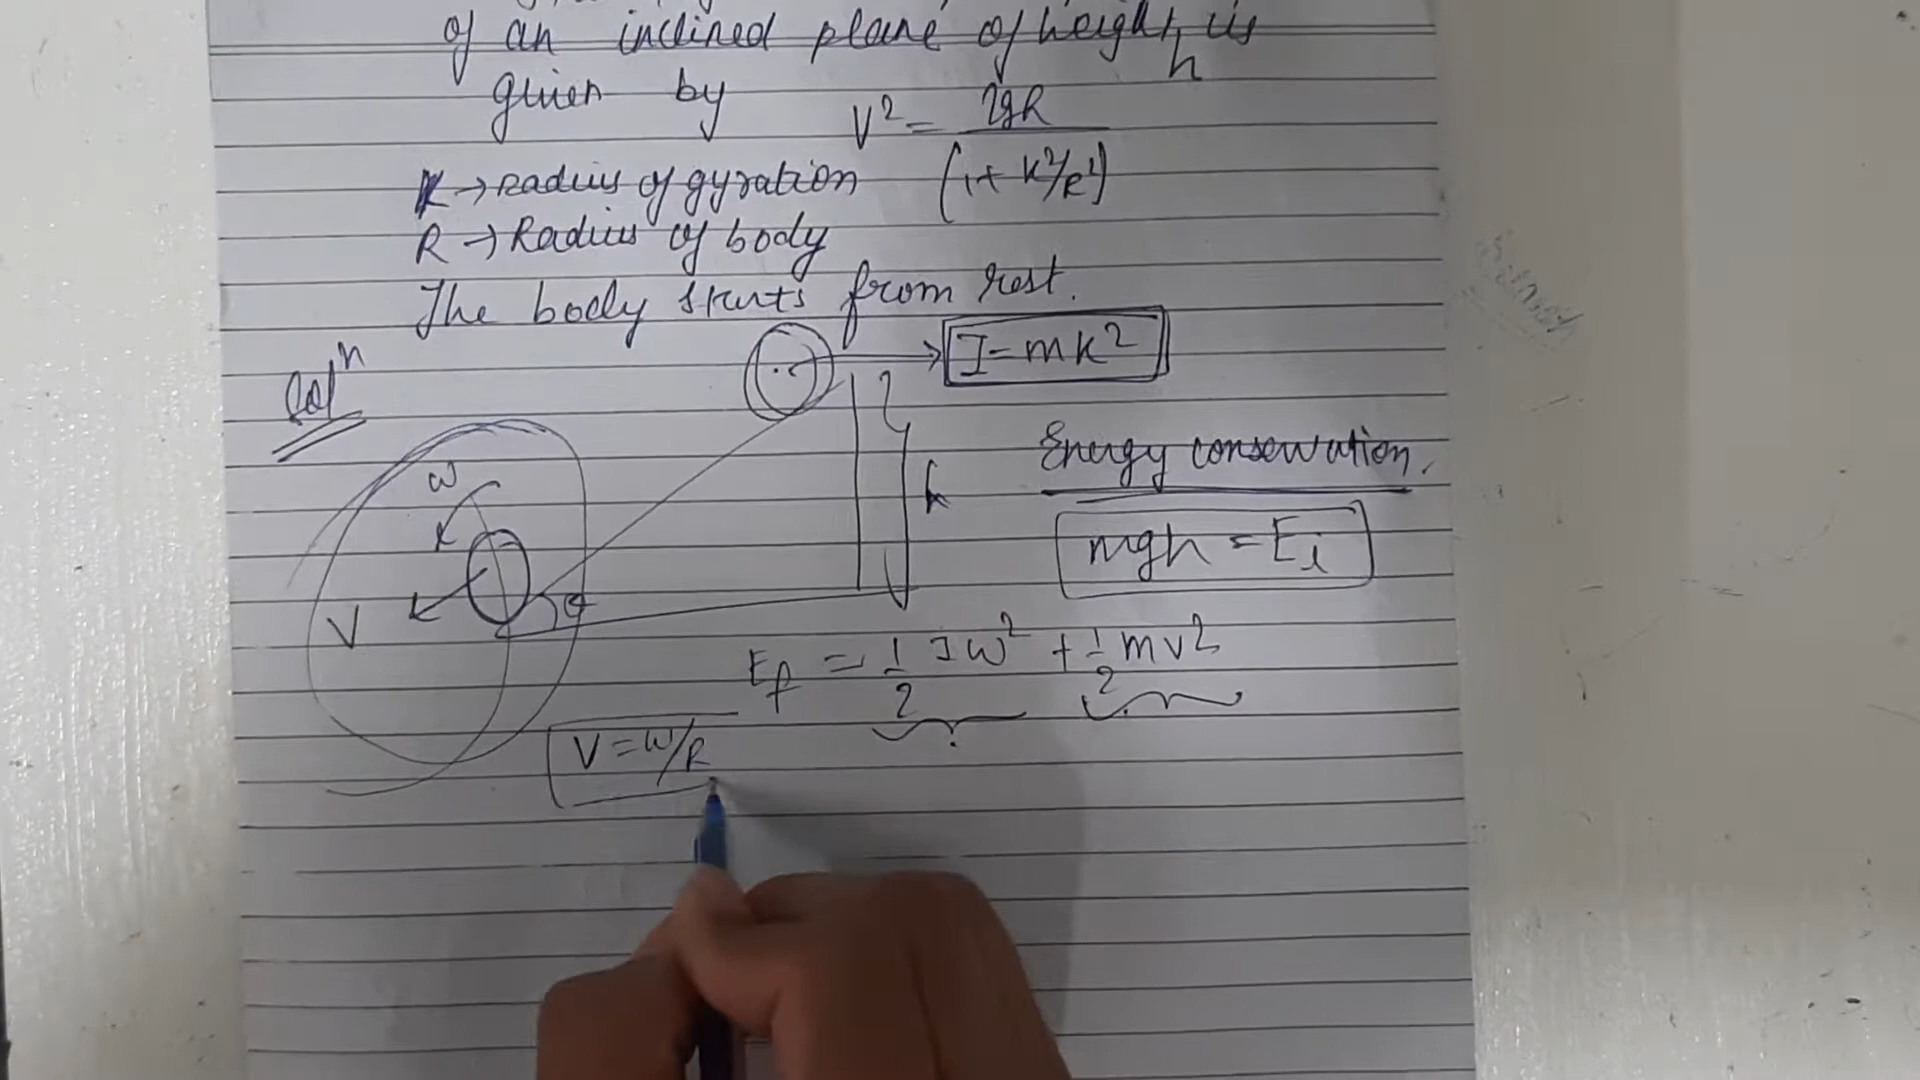 of an inclined plane of height h is
given by v² = 2gh / (1 + k²/R²)
k → radius of gyration
R → Radius of body
The body starts from rest.
Solⁿ
I = mk²
ω
h
Energy conservation.
mgh = Ei
V
θ
Ef = 1/2 Iω² + 1/2 mv²
V = ω/R